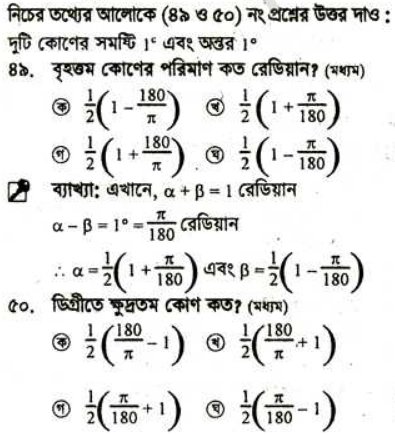 নিচের তথ্যের আলোকে (৪৯ ও ৫০) নং প্রশ্নের উত্তর দাও :
দুটি কোণের সমষ্টি 1ᶜ এবং অন্তর 1°
৪৯. বৃহত্তম কোণের পরিমাণ কত রেডিয়ান? (মধ্যম)
ক 1/2(1 − 180/π) খ 1/2(1 + π/180)
গ 1/2(1 + 180/π) . ঘ 1/2(1 − π/180)
ব্যাখ্যা: এখানে, α + β = 1 রেডিয়ান
α − β = 1° = π/180 রেডিয়ান
∴ α = 1/2(1 + π/180) এবং β = 1/2(1 − π/180)
৫০. ডিগ্রীতে ক্ষুদ্রতম কোণ কত? (মধ্যম)
ক 1/2(180/π − 1) খ 1/2(180/π + 1)
গ 1/2(π/180 + 1) ঘ 1/2(π/180 − 1)